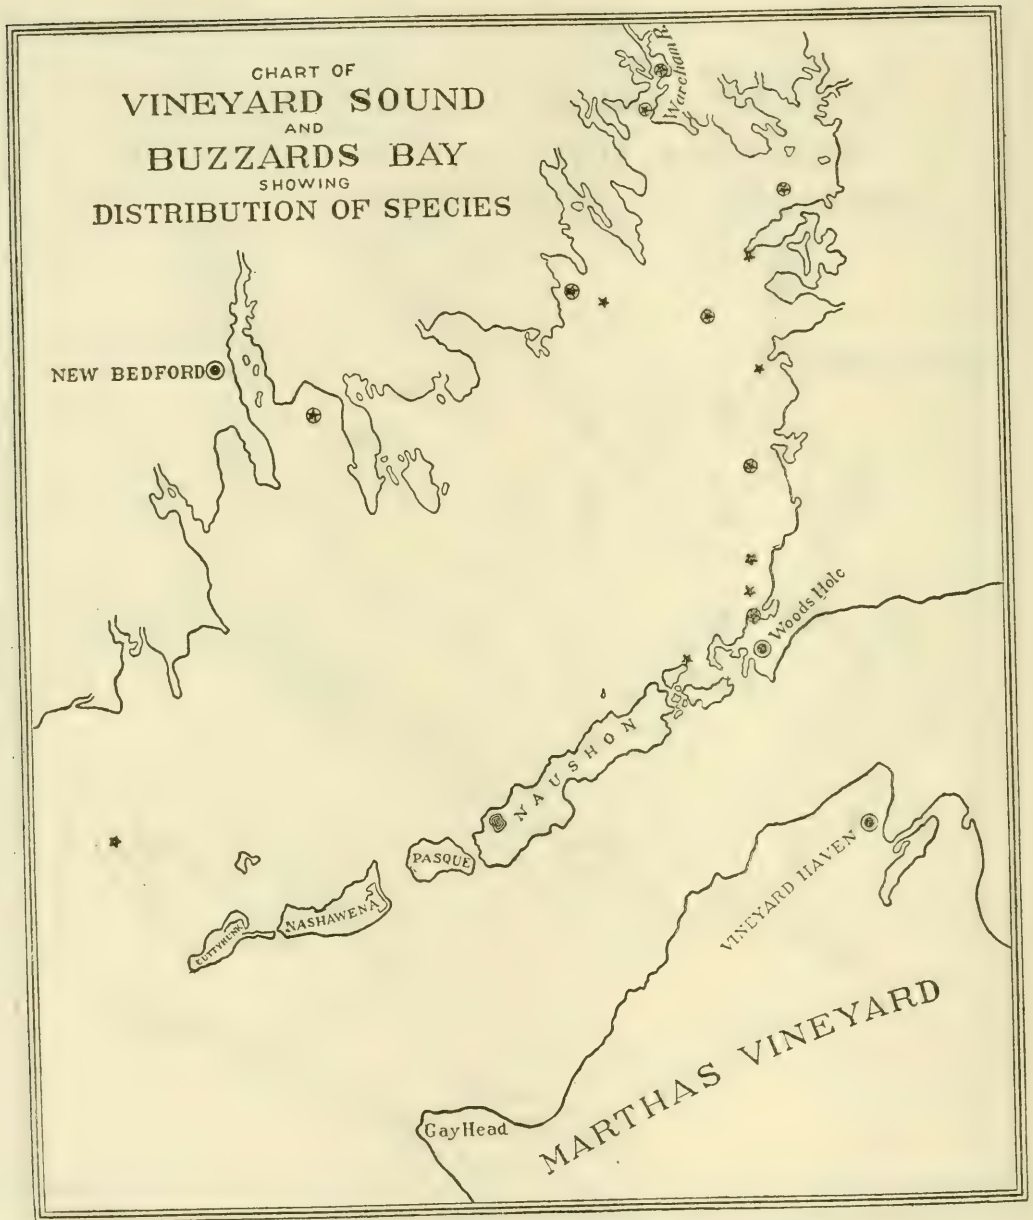 CHART OF
VINEYARD SOUND
AND
BUZZARDS BAY
SHOWING
DISTRIBUTION OF SPECIES
Wareham R.
NEW BEDFORD
Woods Hole
NAUSHON
PASQUE
NASHAWENA
CUTTYHUNK
VINEYARD HAVEN
MARTHAS VINEYARD
Gay Head